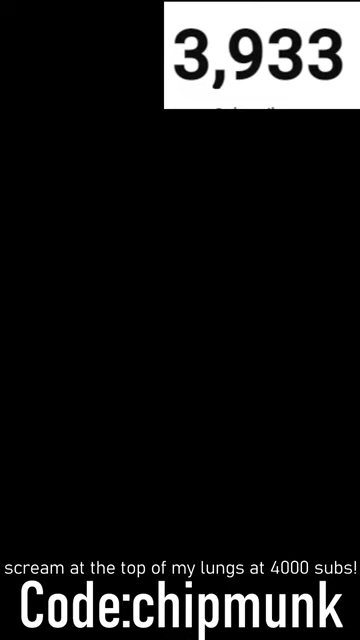 3,933
scream at the top of my lungs at 4000 subs!
Code:chipmunk